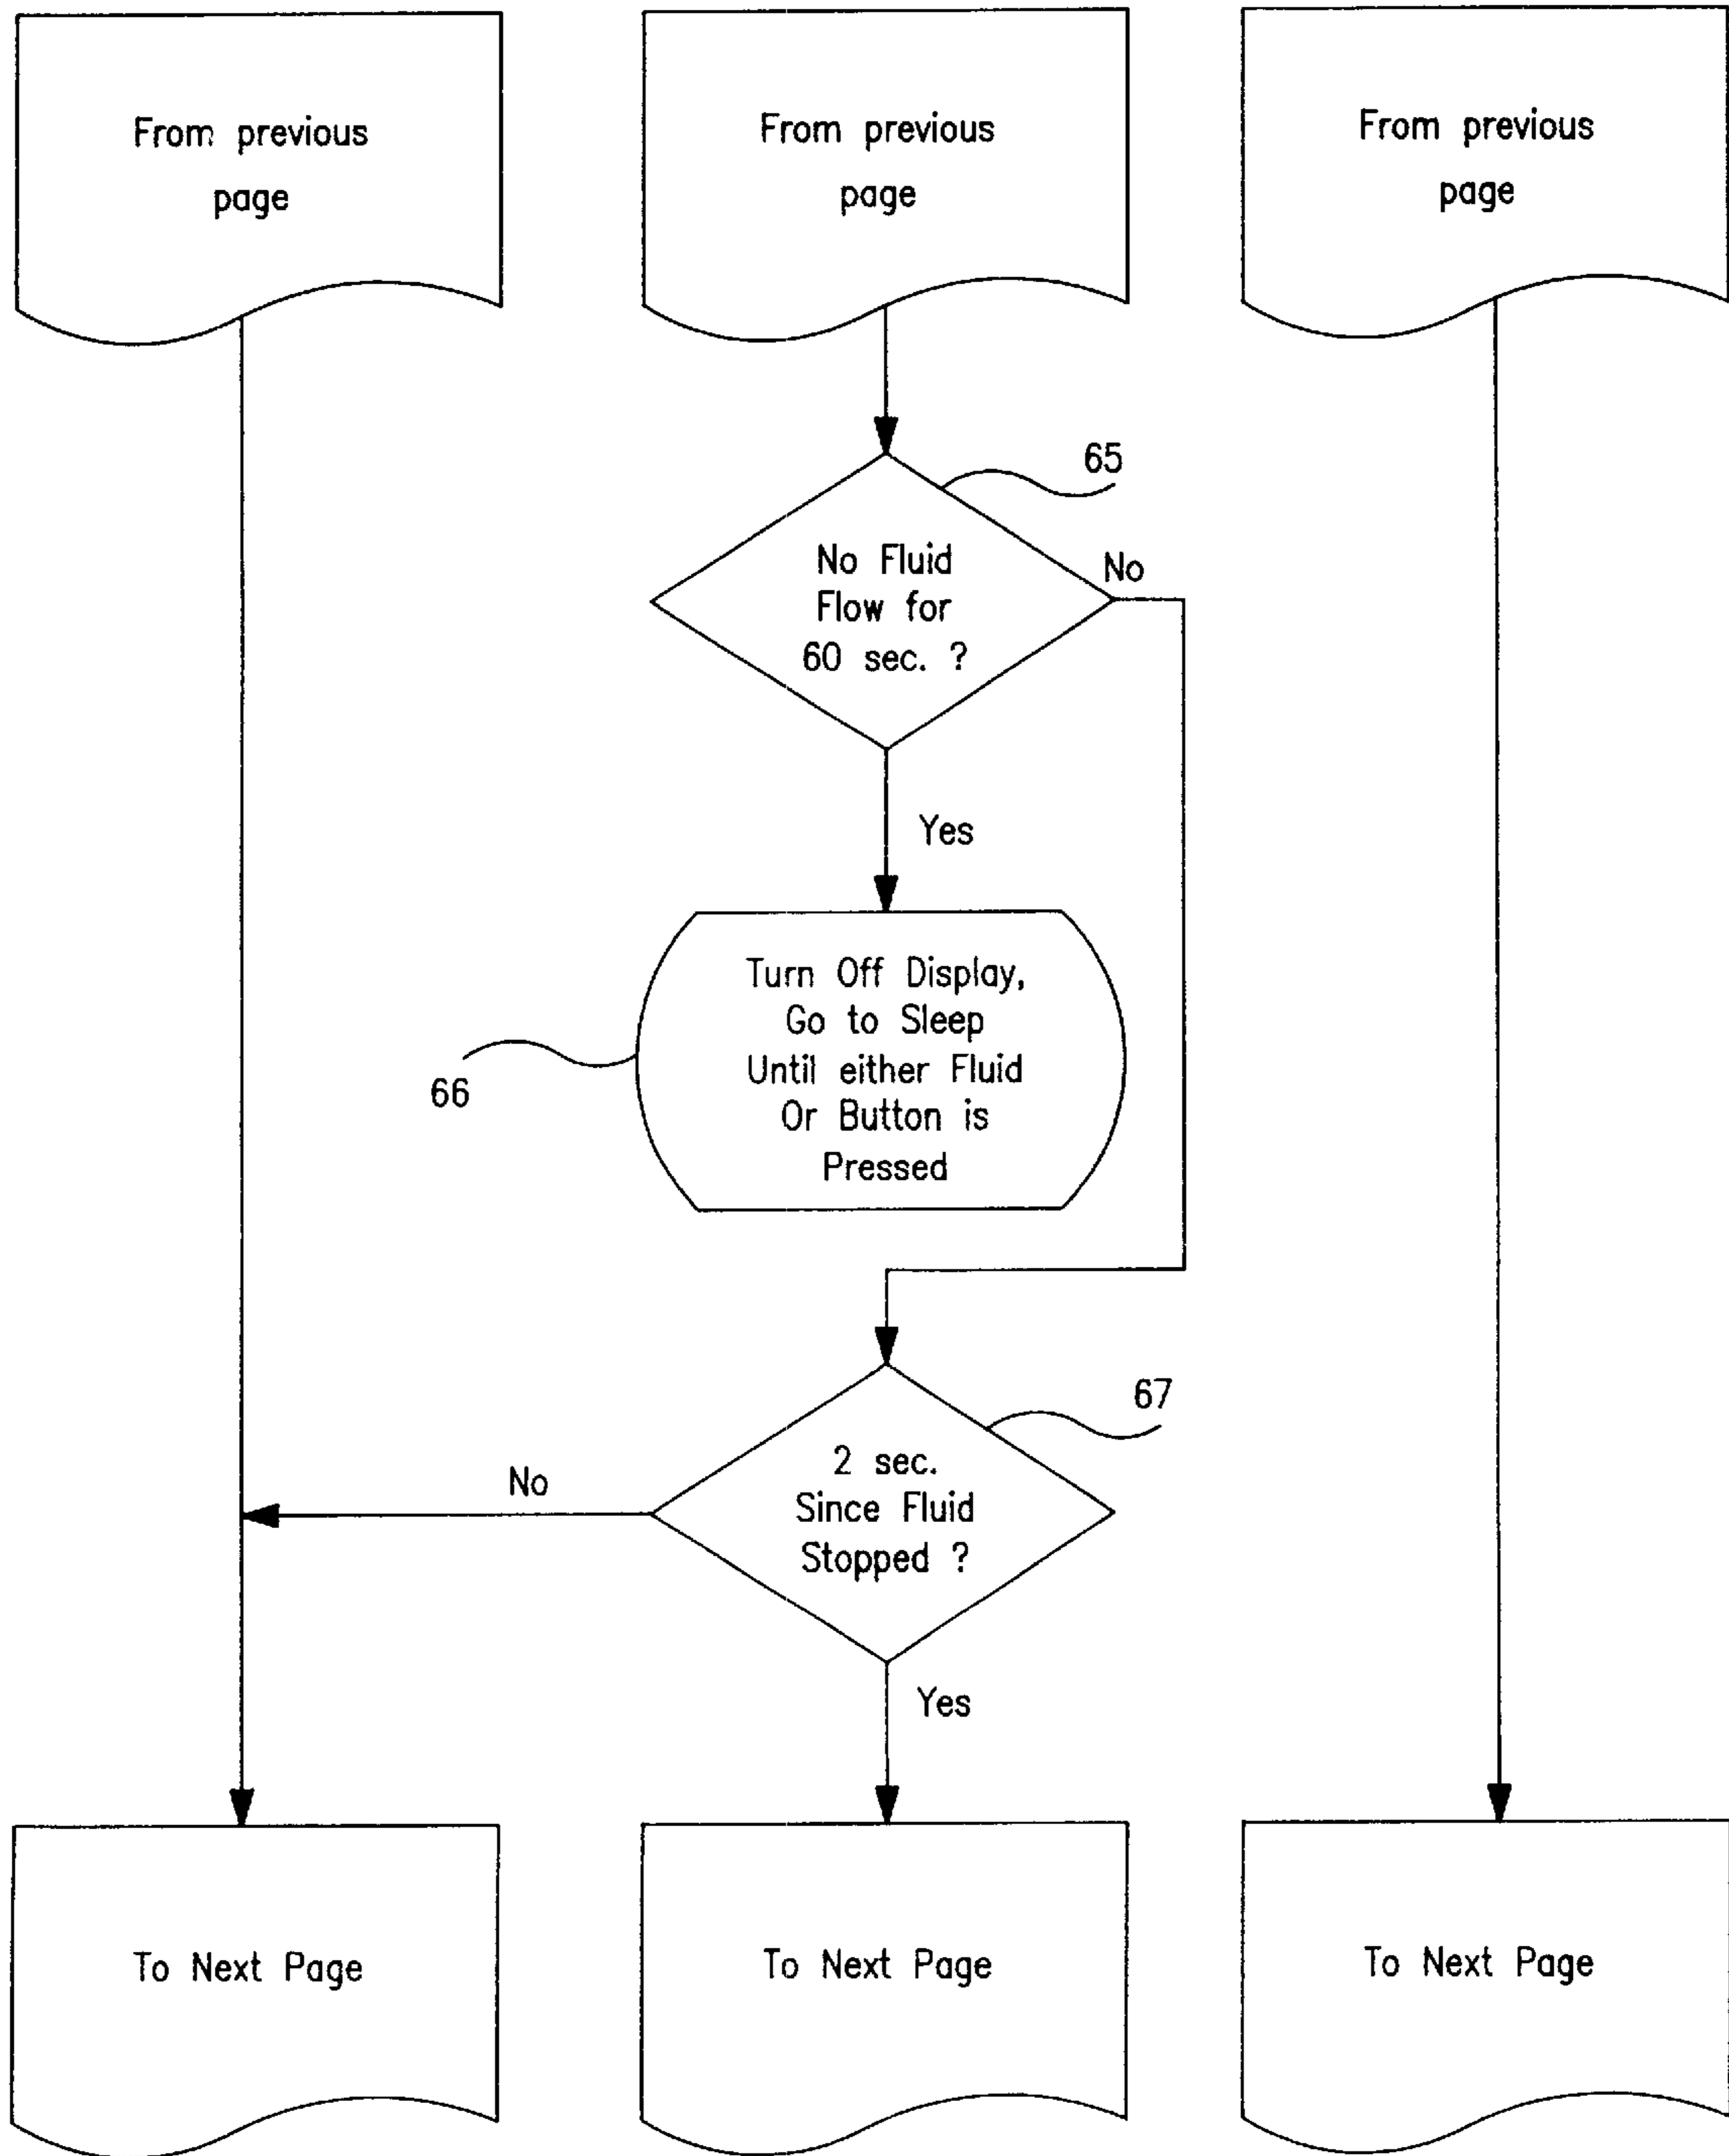 From previous
page
From previous
page
From previous
page
65
No Fluid
Flow for
60 sec. ?
No
Yes
Turn Off Display,
Go to Sleep
Until either Fluid
Or Button is
Pressed
66
67
2 sec.
Since Fluid
Stopped ?
No
Yes
To Next Page
To Next Page
To Next Page